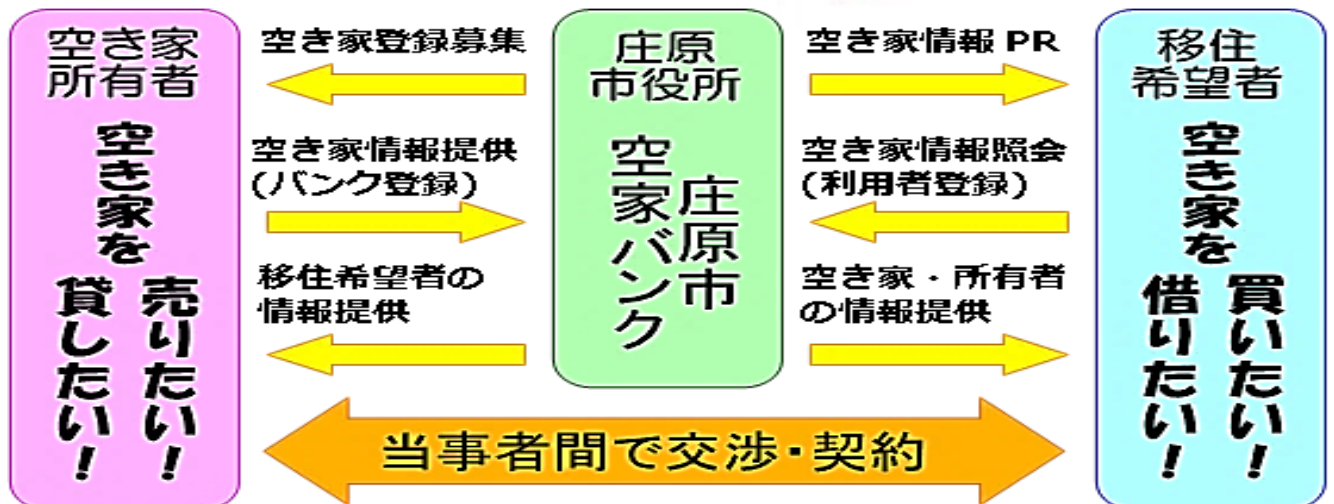 空き家
所有者
空き家を
売りたい！
貸したい！
空き家登録募集
空き家情報提供
(バンク登録)
移住希望者の
情報提供
庄原
市役所
庄原市
空家バンク
空き家情報 PR
空き家情報照会
(利用者登録)
空き家・所有者
の情報提供
移住
希望者
空き家を
買いたい！
借りたい！
当事者間で交渉・契約